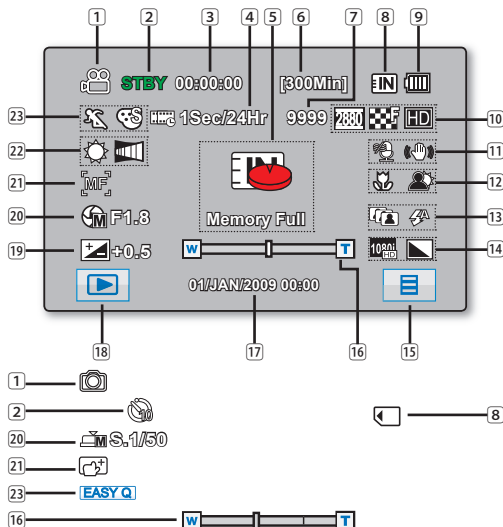 1 2 3 4 5 6 7 8 9
STBY 00:00:00 [300Min] IN
23 1Sec/24Hr 9999 2880 F HD 10
22 IN 11
21 MF 12
20 M F1.8 Memory Full 13
19 +0.5 W T 1080i HD 14
01/JAN/2009 00:00
18 17 16 15
1
2 10 8
20 M S.1/50
21
23 EASY Q
16 W T